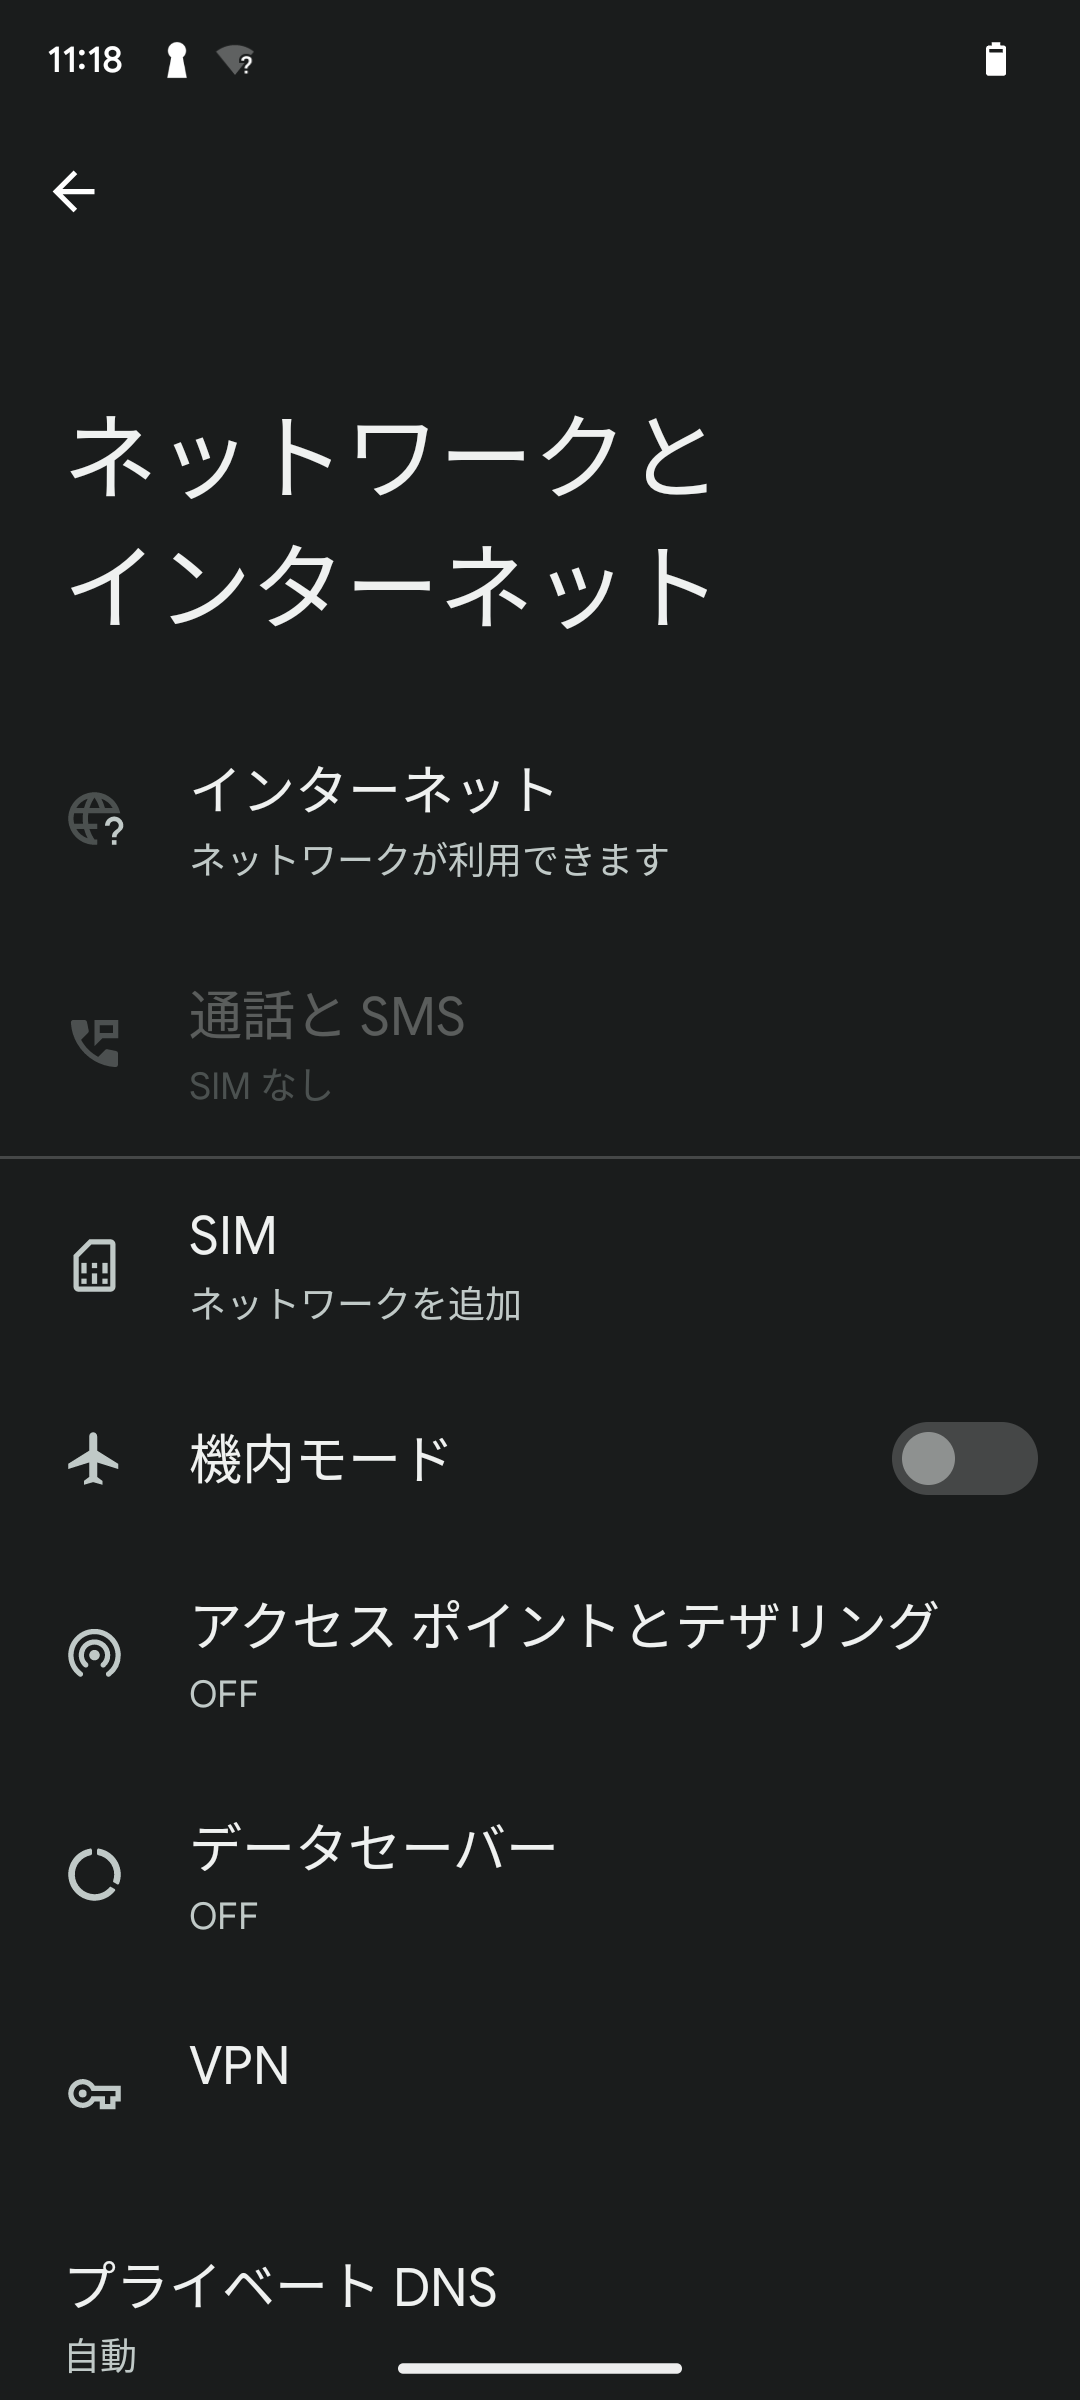 11:18
ネットワークと
インターネット
インターネット
ネットワークが利用できます
通話と SMS
SIM なし
SIM
ネットワークを追加
機内モード
アクセス ポイントとテザリング
OFF
データセーバー
OFF
VPN
プライベート DNS
自動